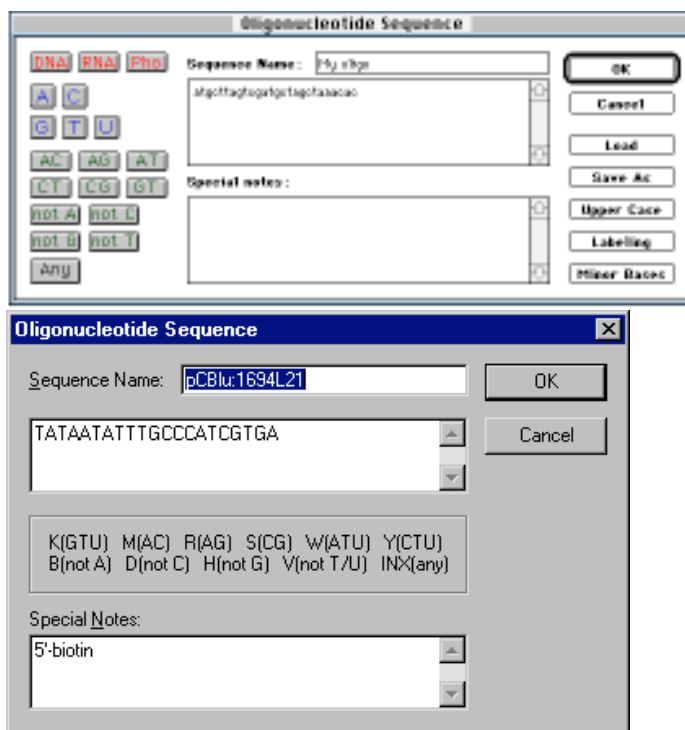 Oligonucleotide Sequence
DNA RNA Pho Sequence Name: My oligo OK
A C
Cancel
G T U
Load
AC AG AT
Save As
CT CG GT Special notes:
not A not C Upper Case
not G not T Labeling
Any Minor Bases
Oligonucleotide Sequence
Sequence Name: pCBlu:1694L21 OK
TATAATATTTGCCCATCGTGA Cancel
K(GTU) M(AC) R(AG) S(CG) W(ATU) Y(CTU)
B(not A) D(not C) H(not G) V(not T/U) INX(any)
Special Notes:
5'-biotin